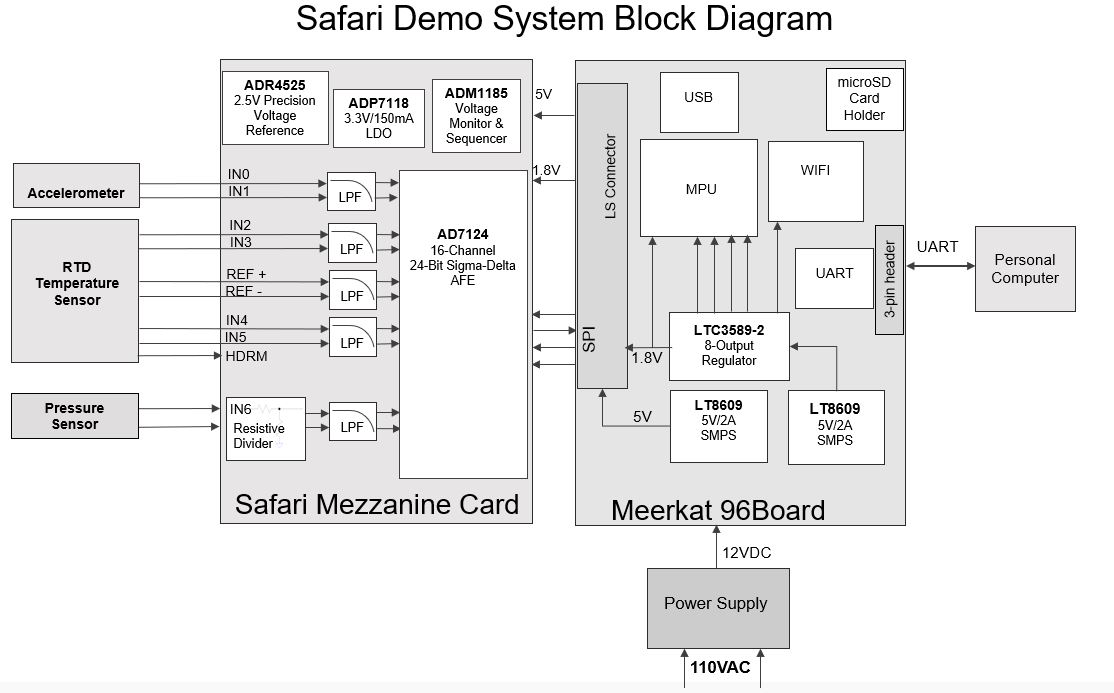 Safari Demo System Block Diagram
ADR4525
2.5V Precision
Voltage
Reference
ADP7118
3.3V/150mA
LDO
ADM1185
Voltage
Monitor &
Sequencer
5V
1.8V
Accelerometer
IN0
IN1
LPF
RTD
Temperature
Sensor
IN2
IN3
LPF
REF +
REF -
LPF
IN4
IN5
LPF
HDRM
Pressure
Sensor
IN6
Resistive
Divider
LPF
AD7124
16-Channel
24-Bit Sigma-Delta
AFE
Safari Mezzanine Card
LS Connector
SPI
USB
microSD
Card
Holder
MPU
WIFI
UART
3-pin header
UART
Personal
Computer
LTC3589-2
8-Output
Regulator
1.8V
5V
LT8609
5V/2A
SMPS
LT8609
5V/2A
SMPS
Meerkat 96Board
12VDC
Power Supply
110VAC